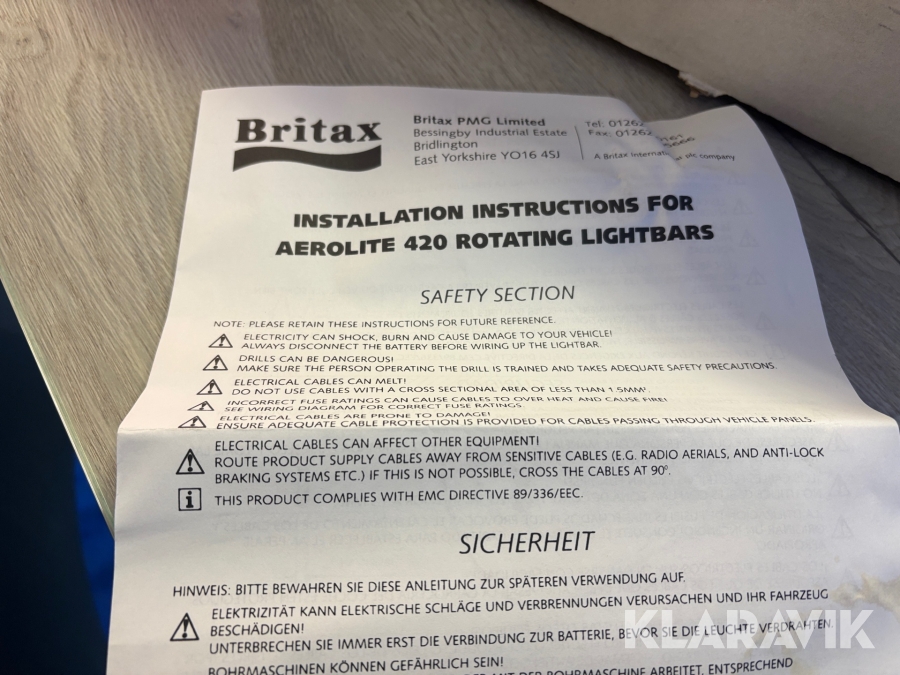 Britax
Britax PMG Limited
Bessingby Industrial Estate
Bridlington
East Yorkshire YO16 4SJ
Tel: 01262
Fax: 01262
A Britax plc company
INSTALLATION INSTRUCTIONS FOR
AEROLITE 420 ROTATING LIGHTBARS
SAFETY SECTION
NOTE: PLEASE RETAIN THESE INSTRUCTIONS FOR FUTURE REFERENCE.
ELECTRICITY CAN SHOCK, BURN AND CAUSE DAMAGE TO YOUR VEHICLE!
ALWAYS DISCONNECT THE BATTERY BEFORE WIRING UP THE LIGHTBAR.
DRILLS CAN BE DANGEROUS!
MAKE SURE THE PERSON OPERATING THE DRILL IS TRAINED AND TAKES ADEQUATE SAFETY PRECAUTIONS.
ELECTRICAL CABLES CAN MELT!
DO NOT USE CABLES WITH A CROSS SECTIONAL AREA OF LESS THAN 1.5MM².
INCORRECT FUSE RATINGS CAN CAUSE CABLES TO OVER HEAT AND CAUSE FIRE!
SEE WIRING DIAGRAM FOR CORRECT FUSE RATINGS.
ELECTRICAL CABLES ARE PRONE TO DAMAGE!
ENSURE ADEQUATE CABLE PROTECTION IS PROVIDED FOR CABLES PASSING THROUGH VEHICLE PANELS.
ELECTRICAL CABLES CAN AFFECT OTHER EQUIPMENT!
ROUTE PRODUCT SUPPLY CABLES AWAY FROM SENSITIVE CABLES (E.G. RADIO AERIALS, AND ANTI-LOCK
BRAKING SYSTEMS ETC.) IF THIS IS NOT POSSIBLE, CROSS THE CABLES AT 90°.
i THIS PRODUCT COMPLIES WITH EMC DIRECTIVE 89/336/EEC.
SICHERHEIT
HINWEIS: BITTE BEWAHREN SIE DIESE ANLEITUNG ZUR SPÄTEREN VERWENDUNG AUF.
ELEKTRIZITÄT KANN ELEKTRISCHE SCHLÄGE UND VERBRENNUNGEN VERURSACHEN UND IHR FAHRZEUG
BESCHÄDIGEN!
UNTERBRECHEN SIE IMMER ERST DIE VERBINDUNG ZUR BATTERIE, BEVOR SIE DIE LEUCHTE VERDRAHTEN.
BOHRMASCHINEN KÖNNEN GEFÄHRLICH SEIN!
DER MIT DER BOHRMASCHINE ARBEITET, ENTSPRECHEND
KLARAVIK